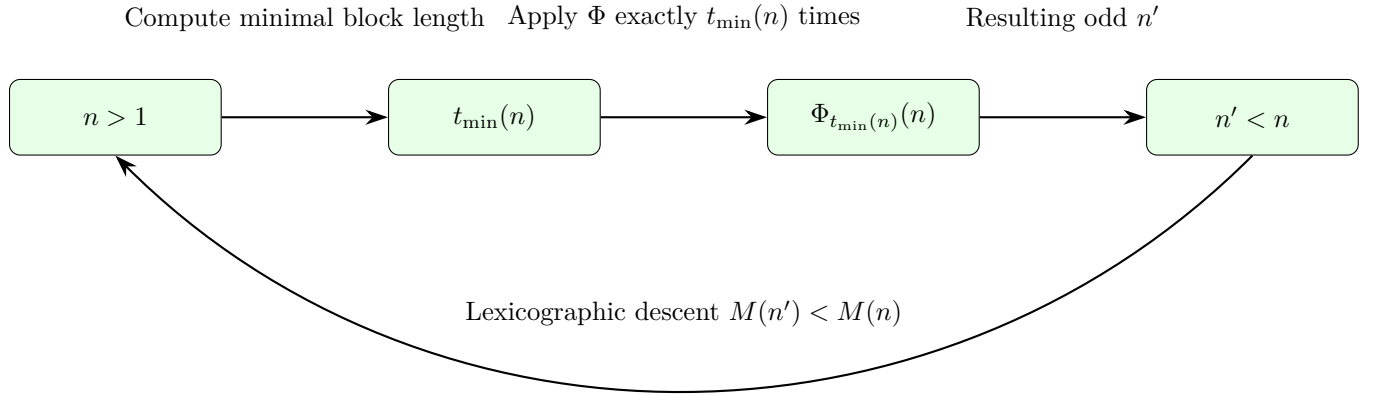 Compute minimal block length
Apply Φ exactly t_min(n) times
Resulting odd n′
n > 1
t_min(n)
Φ_{t_min(n)}(n)
n′ < n
Lexicographic descent M(n′) < M(n)